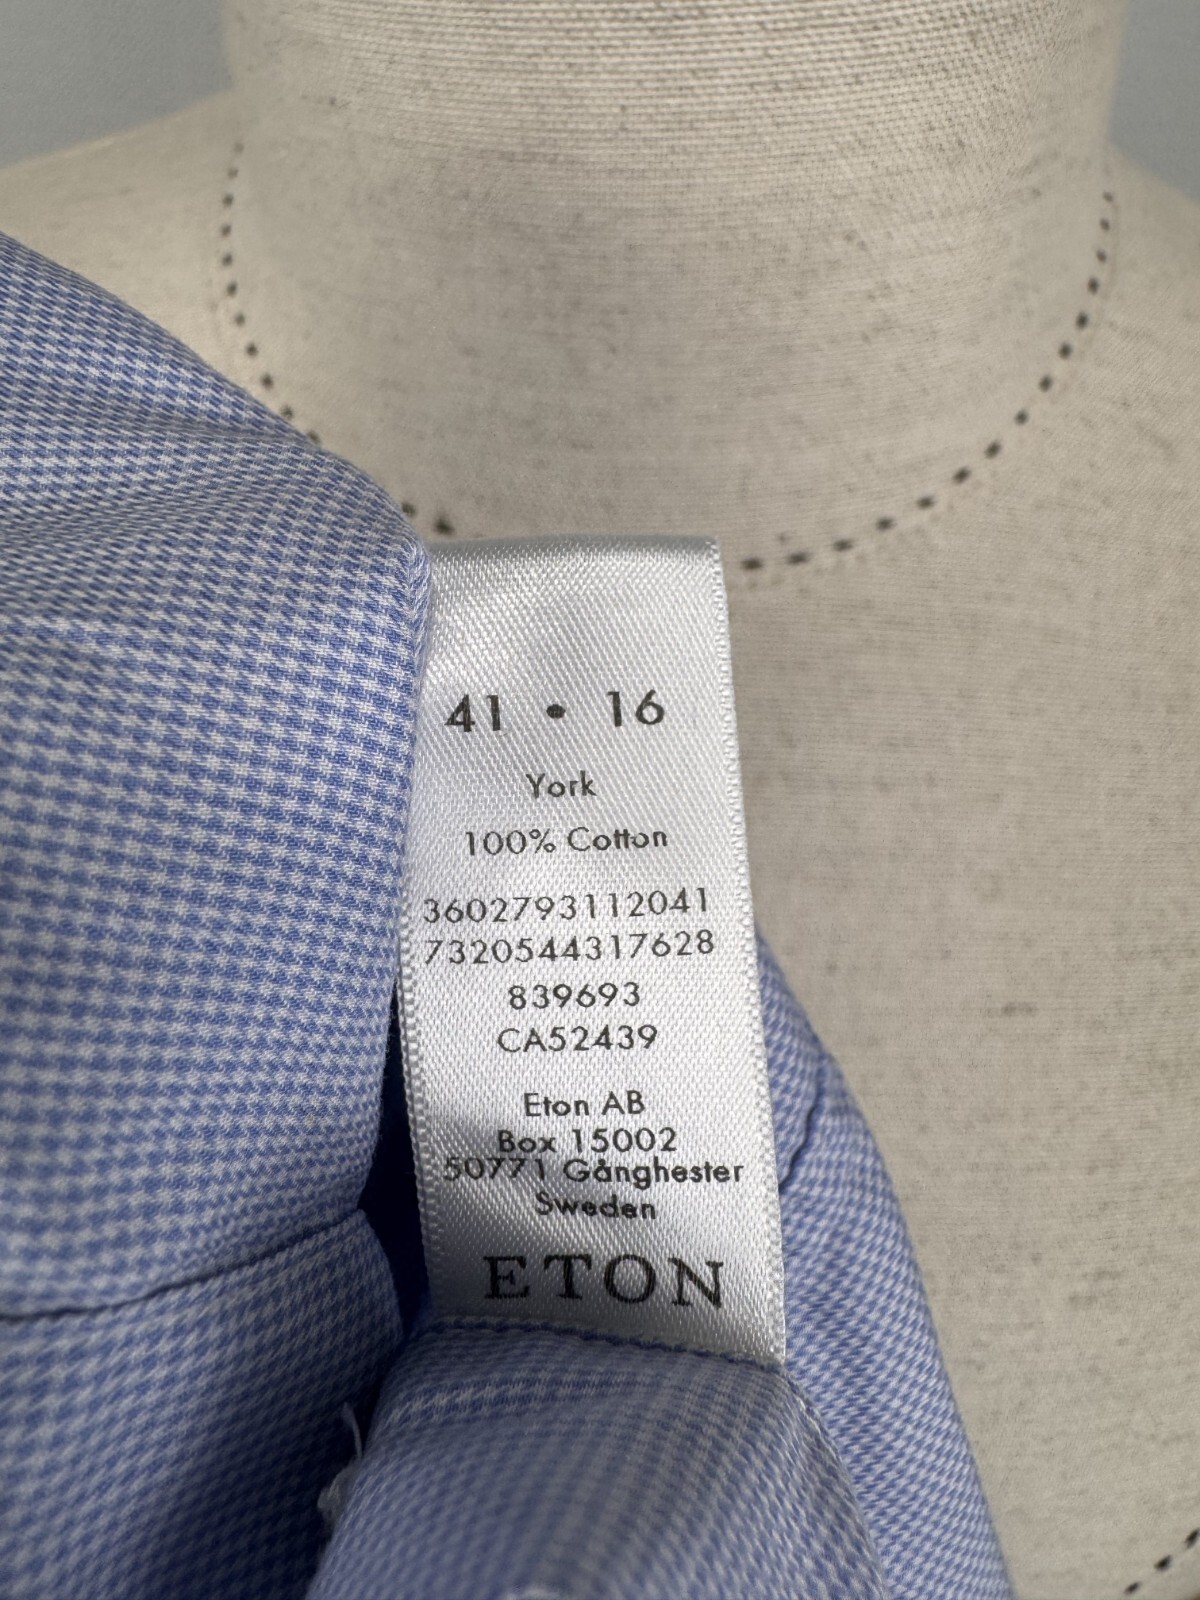 41 • 16
York
100% Cotton
3602793112041
7320544317628
839693
CA52439
Eton AB
Box 15002
50771 Gånghester
Sweden
ETON